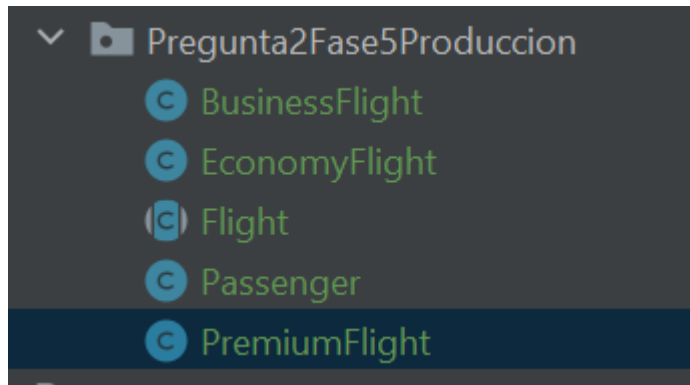 Pregunta2Fase5Produccion
C BusinessFlight
C EconomyFlight
C Flight
C Passenger
C PremiumFlight